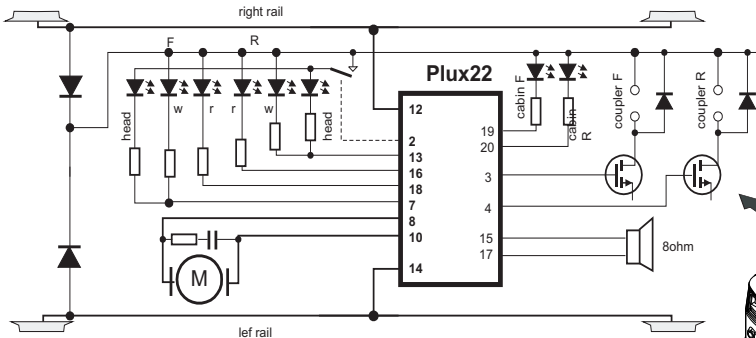 right rail
F R
Plux22
w r r w
head head
cabin F
cabin R
coupler F
coupler R
12
2
13
16
18
7
8
10
14
19
20
3
4
15
17
M
8ohm
lef rail